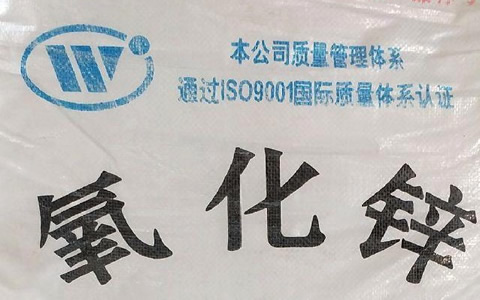 W
本公司质量管理体系
通过ISO9001国际质量体系认证
氧化锌